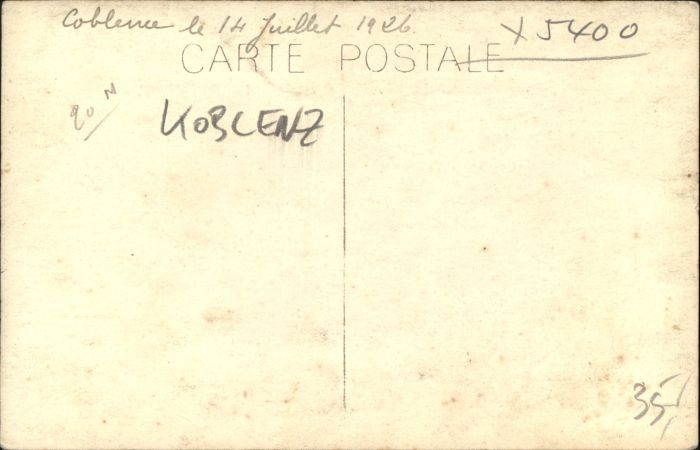 Coblence le 14 Juillet 1926
X 5400
CARTE POSTALE
20 N
KOBLENZ
35,-